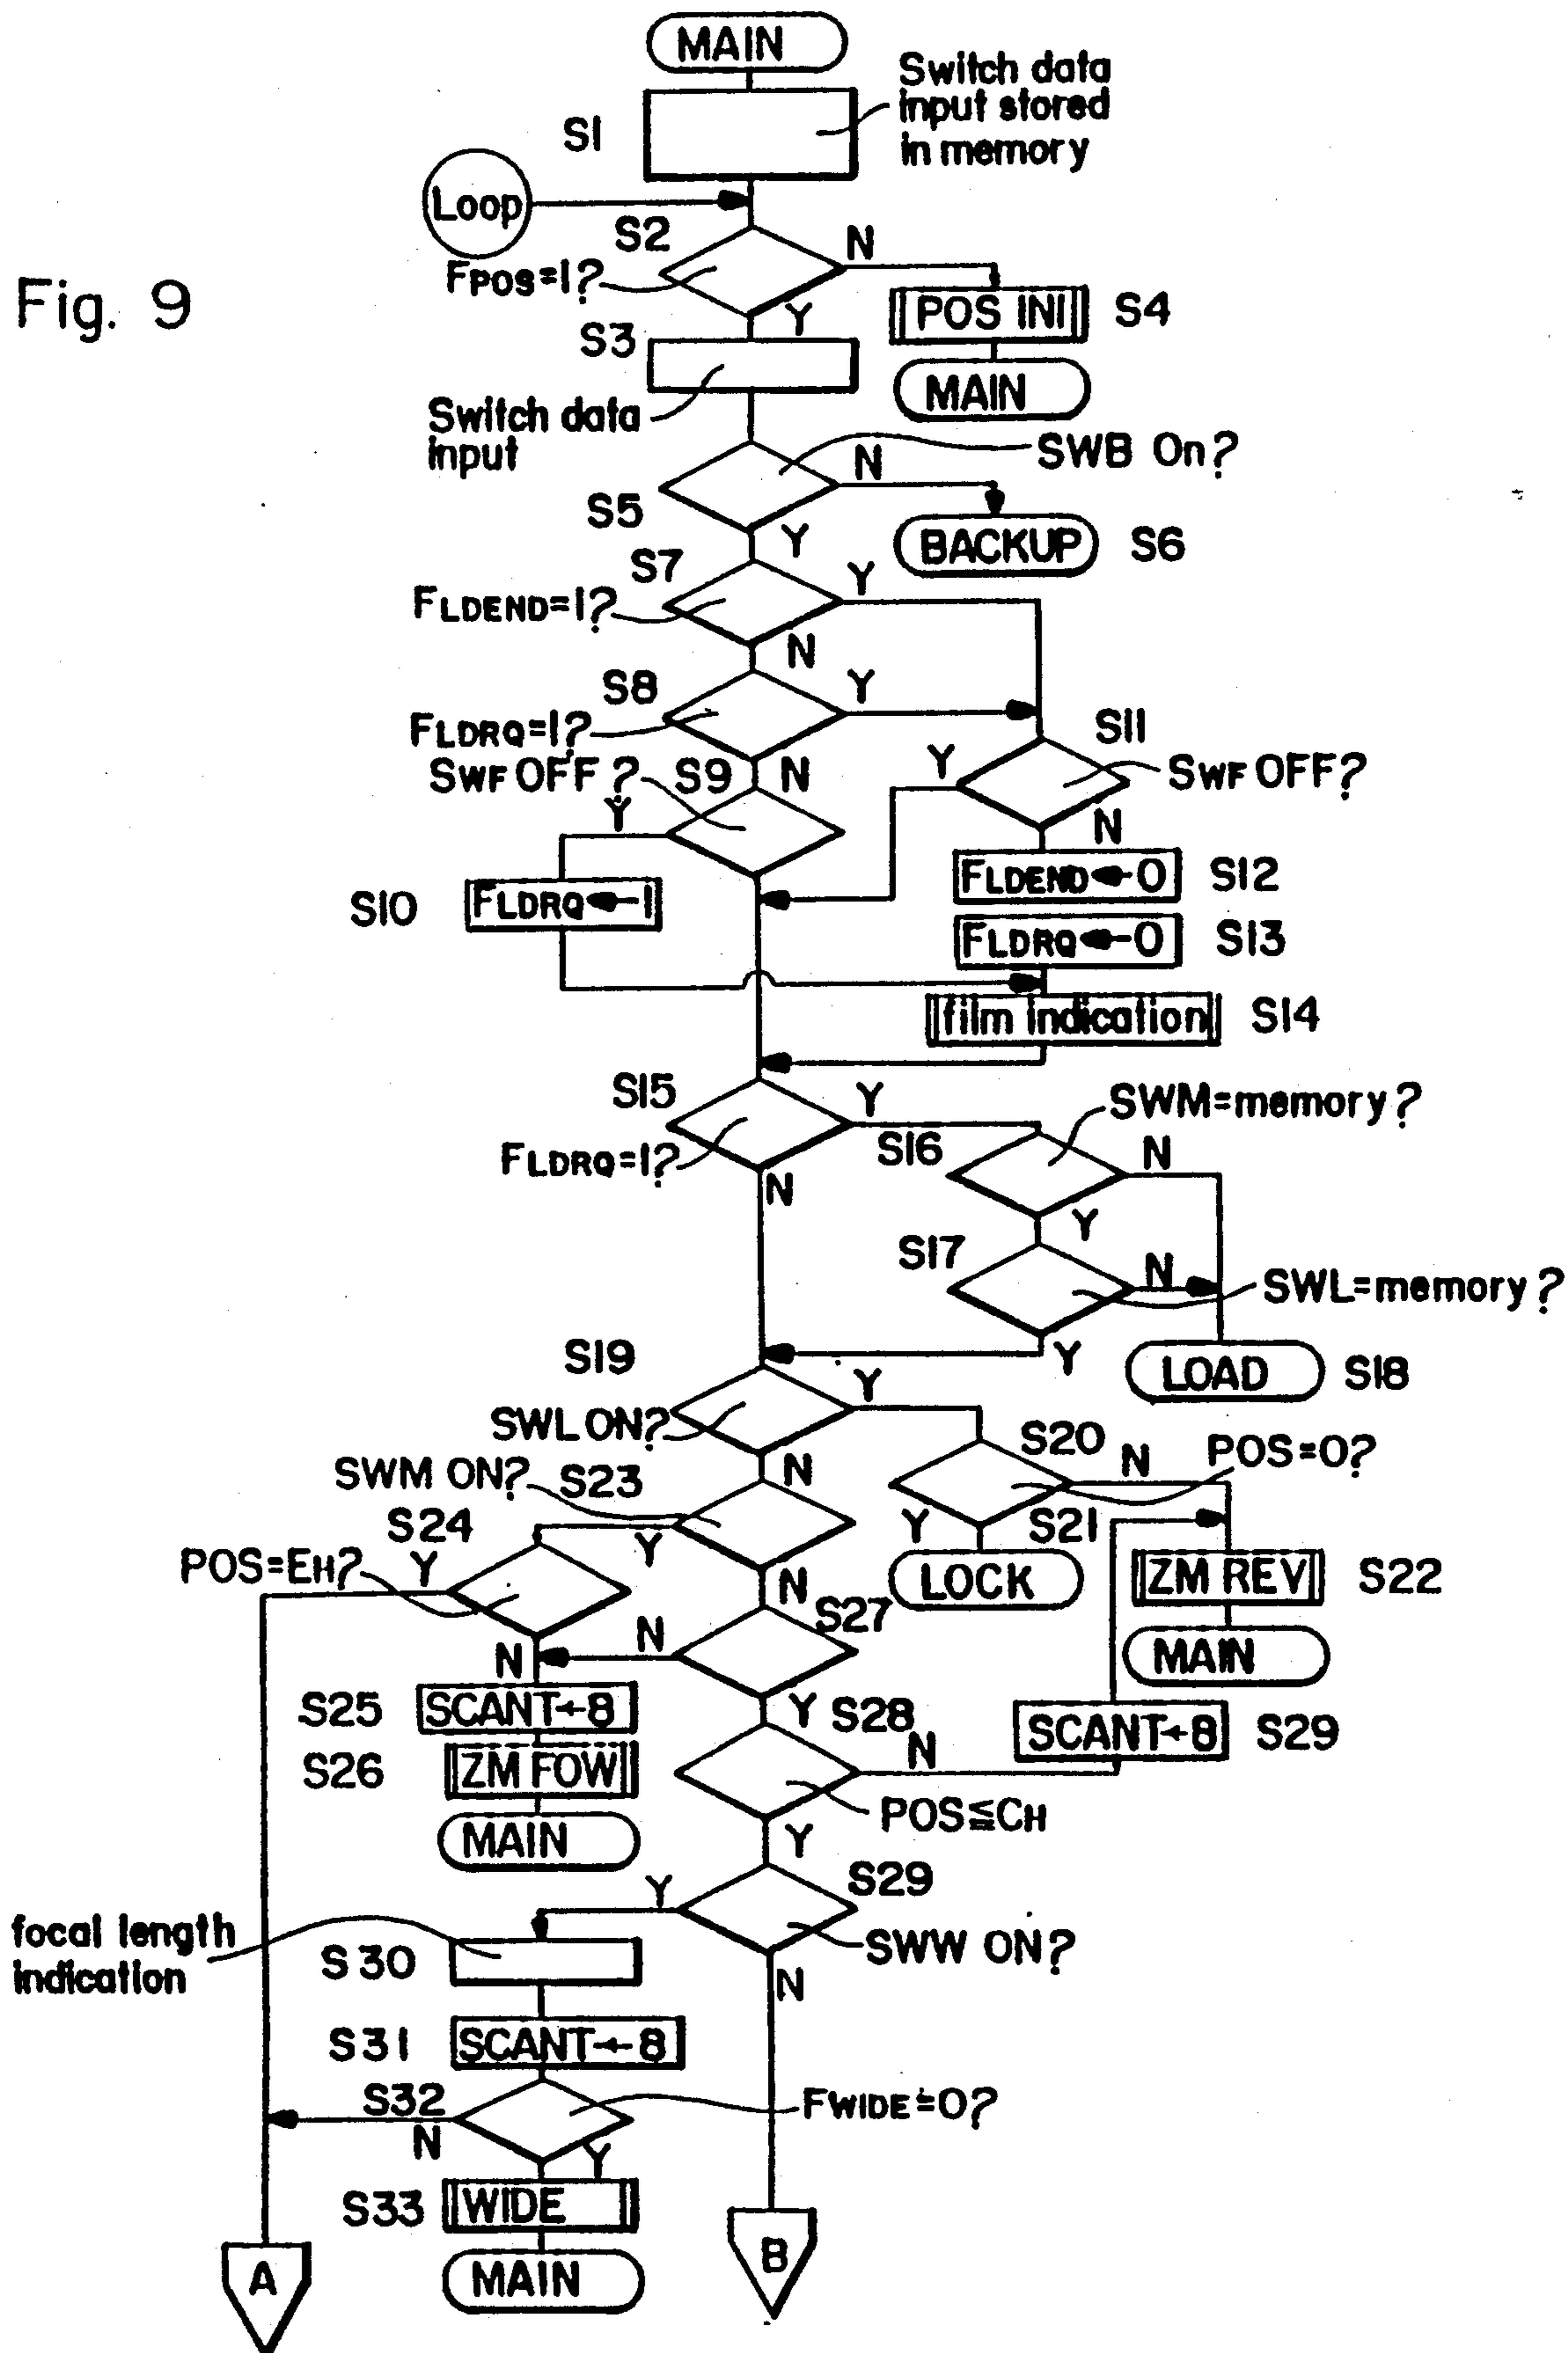 MAIN
Switch data
input stored
in memory
S1
Loop
S2
N
FPOS=1?
Fig. 9
Y
POS INI
S4
S3
MAIN
Switch data
input
SWB On?
N
S5
Y
BACKUP
S6
S7
Y
FLDEND=1?
N
S8
Y
FLDRQ=1?
S11
SWF OFF?
S9
N
Y
SWF OFF?
Y
N
FLDEND←0
S12
S10
FLDRQ←1
FLDRQ←0
S13
film indication
S14
S15
Y
SWM=memory?
FLDRQ=1?
S16
N
N
Y
S17
N
SWL=memory?
S19
Y
Y
LOAD
S18
SWL ON?
S20
N
POS=0?
N
SWM ON?
S23
S24
Y
S21
POS=EH?
Y
Y
LOCK
ZM REV
S22
N
S27
N
N
MAIN
S25
SCANT←8
Y
S28
N
SCANT←8
S29
S26
ZM FOW
POS≦CH
MAIN
Y
Y
S29
focal length
indication
S30
SWW ON?
N
S31
SCANT←8
S32
FWIDE=0?
N
Y
S33
WIDE
B
A
MAIN